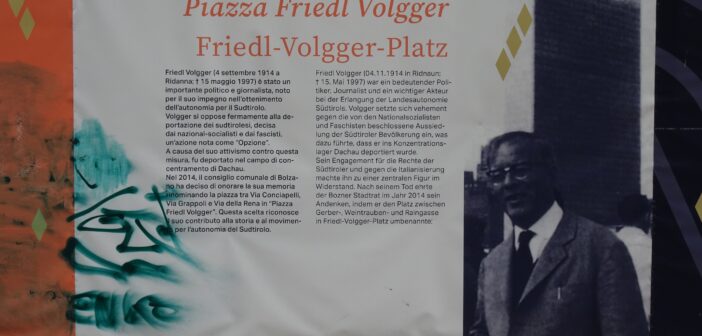 Piazza Friedl Volgger
Friedl-Volgger-Platz
Friedl Volgger (4 settembre 1914 a
Ridanna; † 15 maggio 1997) è stato un
importante politico e giornalista, noto
per il suo impegno nell'ottenimento
dell'autonomia per il Sudtirolo.
Volgger si oppose fermamente alla de-
portazione dei sudtirolesi, decisa
dai nazional-socialisti e dai fascisti,
un'azione nota come "Opzione".
A causa del suo attivismo contro questa
misura, fu deportato nel campo di con-
centramento di Dachau.
Nel 2014, il consiglio comunale di Bolza-
no ha deciso di onorare la sua memoria
rinominando la piazza tra Via Conciapelli,
Via Grappoli e Via della Rena in "Piazza
Friedl Volgger". Questa scelta riconosce
il suo contributo alla storia e al movimen-
per l'autonomia del Sudtirolo.
Friedl Volgger (04.11.1914 in Ridnaun;
† 15. Mai 1997) war ein bedeutender Poli-
tiker, Journalist und ein wichtiger Akteur
bei der Erlangung der Landesautonomie
Südtirols. Volgger setzte sich vehement
gegen die von den Nationalsozialisten
und Faschisten beschlossene Aussied-
lung der Südtiroler Bevölkerung ein, was
dazu führte, dass er ins Konzentrations-
lager Dachau deportiert wurde.
Sein Engagement für die Rechte der
Südtiroler und gegen die Italianisierung
machte ihn zu einer zentralen Figur im
Widerstand. Nach seinem Tod ehrte
der Bozner Stadtrat im Jahr 2014 sein
Andenken, indem er den Platz zwischen
Gerber-, Weintrauben- und Raingasse
in Friedl-Volgger-Platz umbenannte.